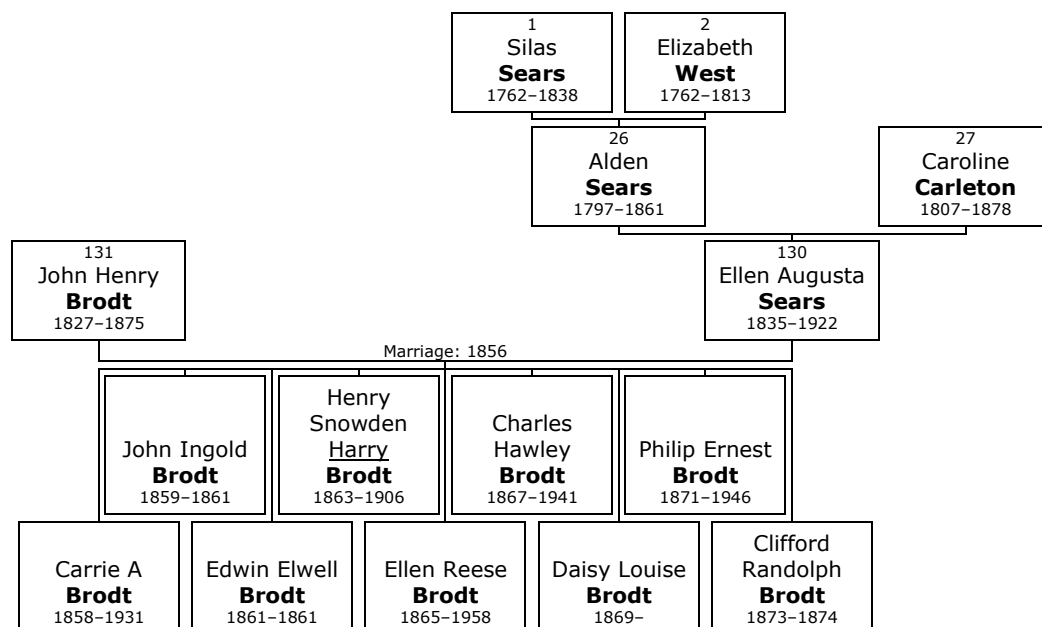 1
Silas
Sears
1762–1838
2
Elizabeth
West
1762–1813
26
Alden
Sears
1797–1861
27
Caroline
Carleton
1807–1878
131
John Henry
Brodt
1827–1875
130
Ellen Augusta
Sears
1835–1922
Marriage: 1856
John Ingold
Brodt
1859–1861
Henry
Snowden
Harry
Brodt
1863–1906
Charles
Hawley
Brodt
1867–1941
Philip Ernest
Brodt
1871–1946
Carrie A
Brodt
1858–1931
Edwin Elwell
Brodt
1861–1861
Ellen Reese
Brodt
1865–1958
Daisy Louise
Brodt
1869–
Clifford
Randolph
Brodt
1873–1874